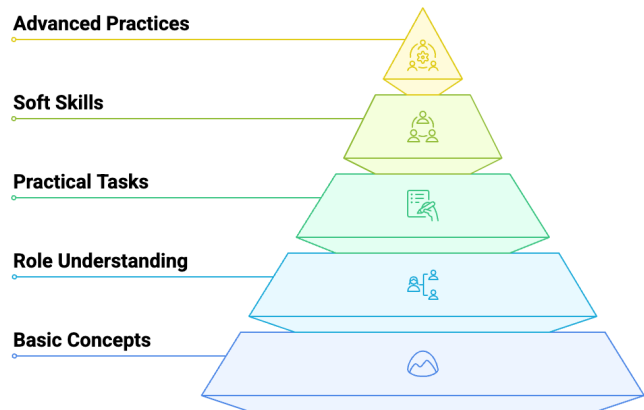 Advanced Practices
Soft Skills
Practical Tasks
Role Understanding
Basic Concepts